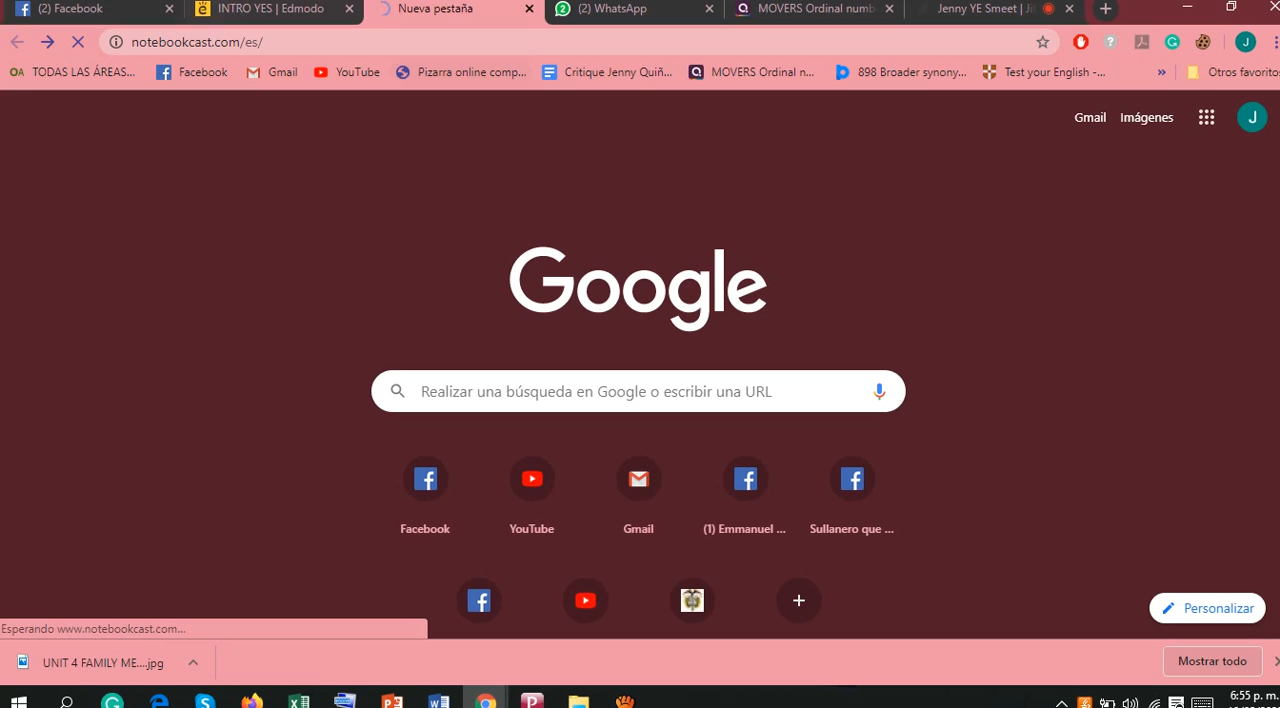 (2) Facebook
INTRO YES | Edmodo
Nueva pestaña
(2) WhatsApp
MOVERS Ordinal numb
Jenny YE Smeet | Ji
notebookcast.com/es/
J
TODAS LAS ÁREAS...
Facebook
Gmail
YouTube
Pizarra online comp...
Critique Jenny Quiñ...
MOVERS Ordinal n...
898 Broader synony...
Test your English -...
»
Otros favoritos
Gmail
Imágenes
J
Google
Realizar una búsqueda en Google o escribir una URL
Facebook
YouTube
Gmail
(1) Emmanuel ...
Sullanero que ...
Personalizar
Esperando www.notebookcast.com...
UNIT 4 FAMILY ME....jpg
Mostrar todo
6:55 p. m.